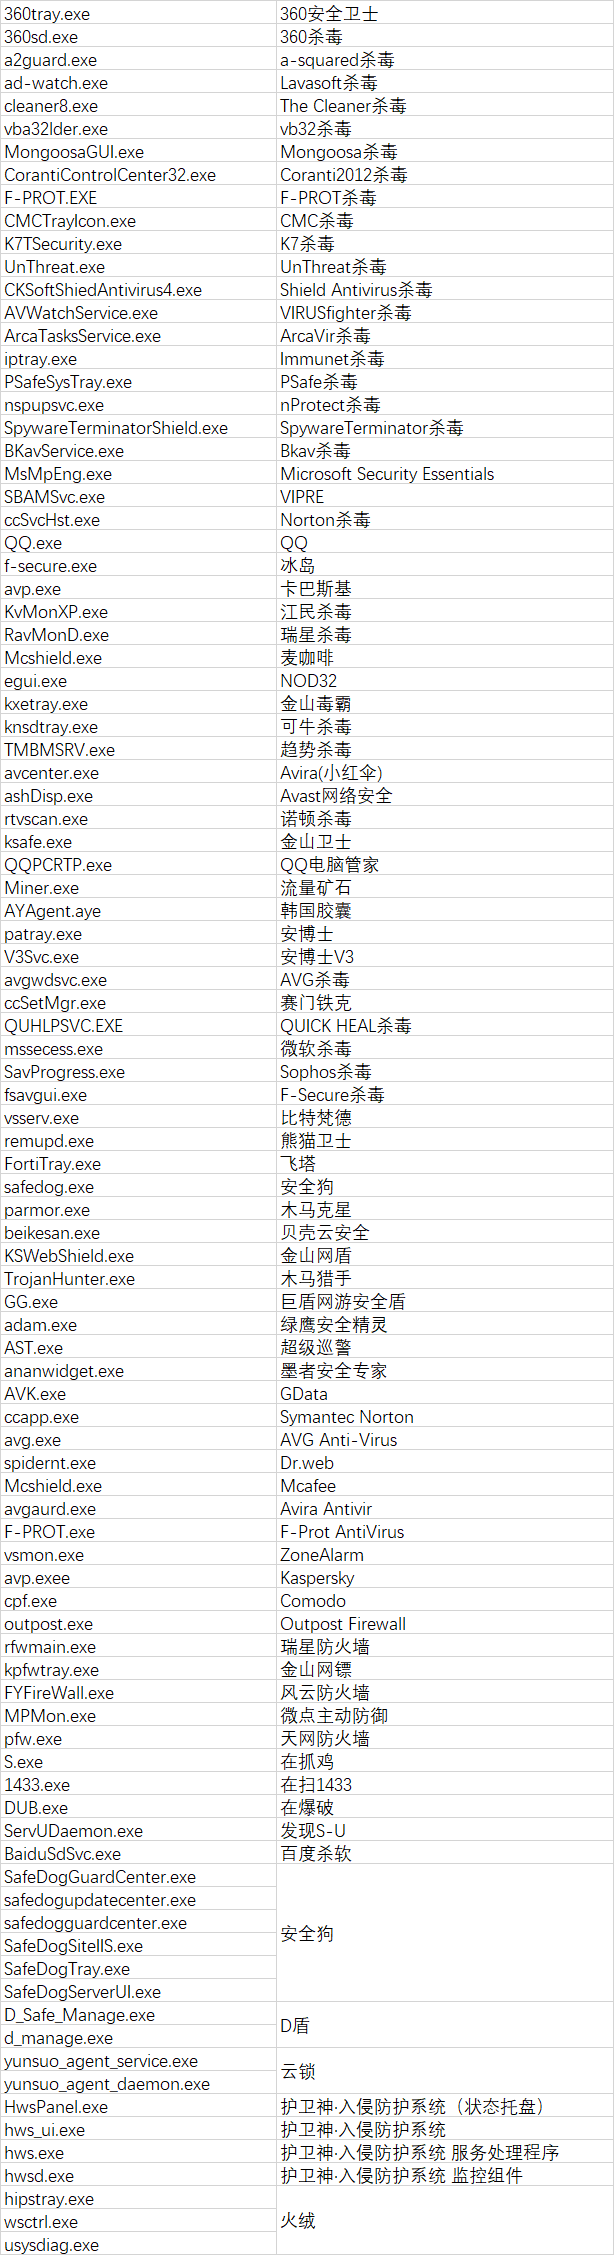 360tray.exe 360安全卫士
360sd.exe 360杀毒
a2guard.exe a-squared杀毒
ad-watch.exe Lavasoft杀毒
cleaner8.exe The Cleaner杀毒
vba32lder.exe vb32杀毒
MongoosaGUI.exe Mongoosa杀毒
CorantiControlCenter32.exe Coranti2012杀毒
F-PROT.EXE F-PROT杀毒
CMCTrayIcon.exe CMC杀毒
K7TSecurity.exe K7杀毒
UnThreat.exe UnThreat杀毒
CKSoftShiedAntivirus4.exe Shield Antivirus杀毒
AVWatchService.exe VIRUSfighter杀毒
ArcaTasksService.exe ArcaVir杀毒
iptray.exe Immunet杀毒
PSafeSysTray.exe PSafe杀毒
nspupsvc.exe nProtect杀毒
SpywareTerminatorShield.exe SpywareTerminator杀毒
BKavService.exe Bkav杀毒
MsMpEng.exe Microsoft Security Essentials
SBAMSvc.exe VIPRE
ccSvcHst.exe Norton杀毒
QQ.exe QQ
f-secure.exe 冰岛
avp.exe 卡巴斯基
KvMonXP.exe 江民杀毒
RavMonD.exe 瑞星杀毒
Mcshield.exe 麦咖啡
egui.exe NOD32
kxetray.exe 金山毒霸
knsdtray.exe 可牛杀毒
TMBMSRV.exe 趋势杀毒
avcenter.exe Avira(小红伞)
ashDisp.exe Avast网络安全
rtvscan.exe 诺顿杀毒
ksafe.exe 金山卫士
QQPCRTP.exe QQ电脑管家
Miner.exe 流量矿石
AYAgent.aye 韩国胶囊
patray.exe 安博士
V3Svc.exe 安博士V3
avgwdsvc.exe AVG杀毒
ccSetMgr.exe 赛门铁克
QUHLPSVC.EXE QUICK HEAL杀毒
mssecess.exe 微软杀毒
SavProgress.exe Sophos杀毒
fsavgui.exe F-Secure杀毒
vsserv.exe 比特梵德
remupd.exe 熊猫卫士
FortiTray.exe 飞塔
safedog.exe 安全狗
parmor.exe 木马克星
beikesan.exe 贝壳云安全
KSWebShield.exe 金山网盾
TrojanHunter.exe 木马猎手
GG.exe 巨盾网游安全盾
adam.exe 绿鹰安全精灵
AST.exe 超级巡警
ananwidget.exe 墨者安全专家
AVK.exe GData
ccapp.exe Symantec Norton
avg.exe AVG Anti-Virus
spidernt.exe Dr.web
Mcshield.exe Mcafee
avgaurd.exe Avira Antivir
F-PROT.exe F-Prot AntiVirus
vsmon.exe ZoneAlarm
avp.exee Kaspersky
cpf.exe Comodo
outpost.exe Outpost Firewall
rfwmain.exe 瑞星防火墙
kpfwtray.exe 金山网镖
FYFireWall.exe 风云防火墙
MPMon.exe 微点主动防御
pfw.exe 天网防火墙
S.exe 在抓鸡
1433.exe 在扫1433
DUB.exe 在爆破
ServUDaemon.exe 发现S-U
BaiduSdSvc.exe 百度杀软
SafeDogGuardCenter.exe
safedogupdatecenter.exe
safedogguardcenter.exe
安全狗
SafeDogSiteIIS.exe
SafeDogTray.exe
SafeDogServerUI.exe
D_Safe_Manage.exe
D盾
d_manage.exe
yunsuo_agent_service.exe
云锁
yunsuo_agent_daemon.exe
HwsPanel.exe 护卫神·入侵防护系统（状态托盘）
hws_ui.exe 护卫神·入侵防护系统
hws.exe 护卫神·入侵防护系统 服务处理程序
hwsd.exe 护卫神·入侵防护系统 监控组件
hipstray.exe
wsctrl.exe 火绒
usysdiag.exe